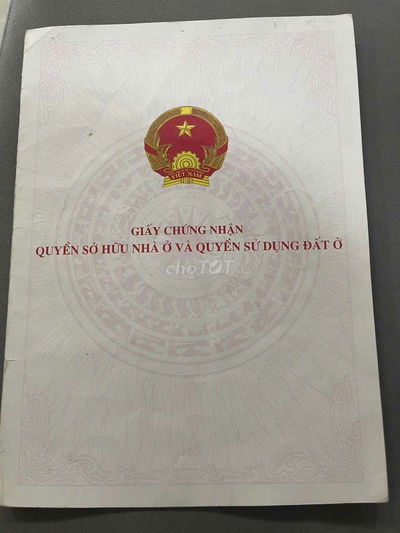 VIỆT NAM
GIẤY CHỨNG NHẬN
QUYỀN SỞ HỮU NHÀ Ở VÀ QUYỀN SỬ DỤNG ĐẤT Ở
chợTỐT